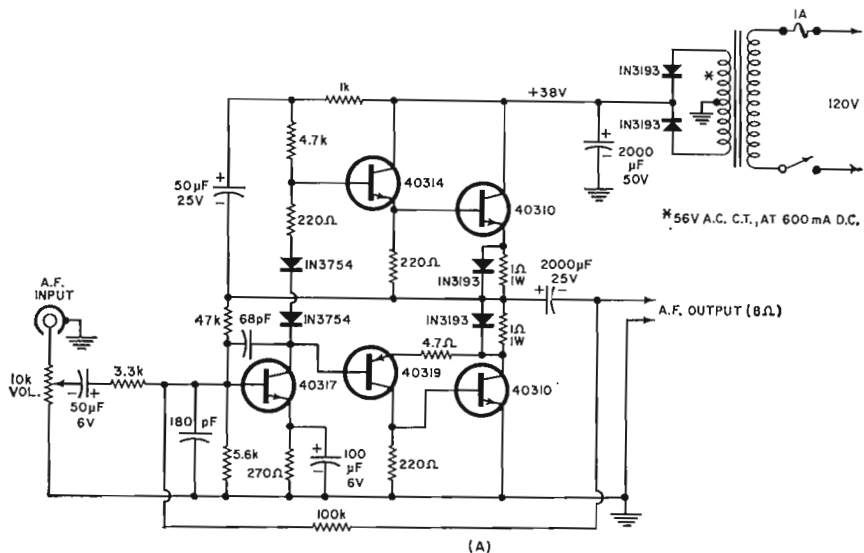 1A
1N3193
*
120V
1k
+38V
1N3193
4.7k
+
2000
μF
50V
–
50μF
25V
+
–
40314
40310
*56V A.C. C.T., AT 600mA D.C.
220Ω
1N3754
220Ω
1N3193
1Ω
1W
2000μF
25V
+ –
A.F.
INPUT
47k
68pF
1N3754
1N3193
1Ω
1W
A.F. OUTPUT (8Ω)
4.7Ω
10k
VOL.
3.3k
– +
50μF
6V
40317
40319
40310
180 pF
5.6k
270Ω
+
–
100
μF
6V
220Ω
100k
(A)